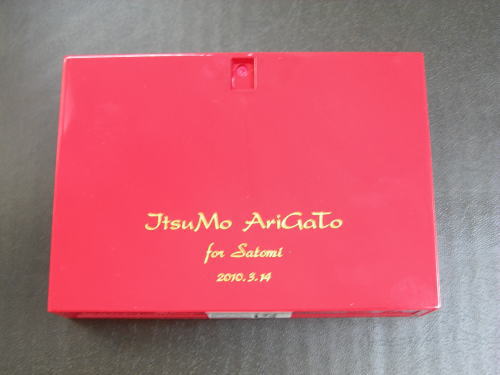 ItsuMo AriGaTo
for Satomi
2010.3.14